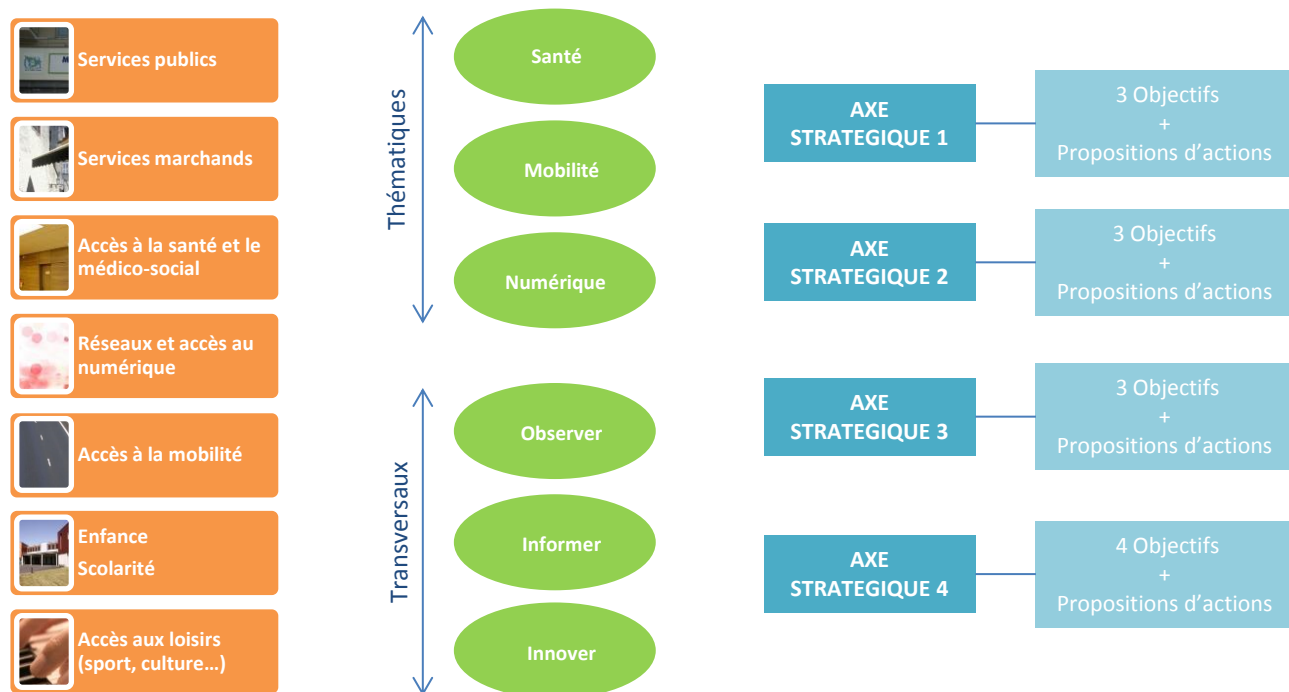 Services publics
Services marchands
Accès à la santé et le
médico-social
Réseaux et accès au
numérique
Accès à la mobilité
Enfance
Scolarité
Accès aux loisirs
(sport, culture…)
Thématiques
Santé
Mobilité
Numérique
Transversaux
Observer
Informer
Innover
AXE
STRATEGIQUE 1
3 Objectifs
+
Propositions d’actions
AXE
STRATEGIQUE 2
3 Objectifs
+
Propositions d’actions
AXE
STRATEGIQUE 3
3 Objectifs
+
Propositions d’actions
AXE
STRATEGIQUE 4
4 Objectifs
+
Propositions d’actions